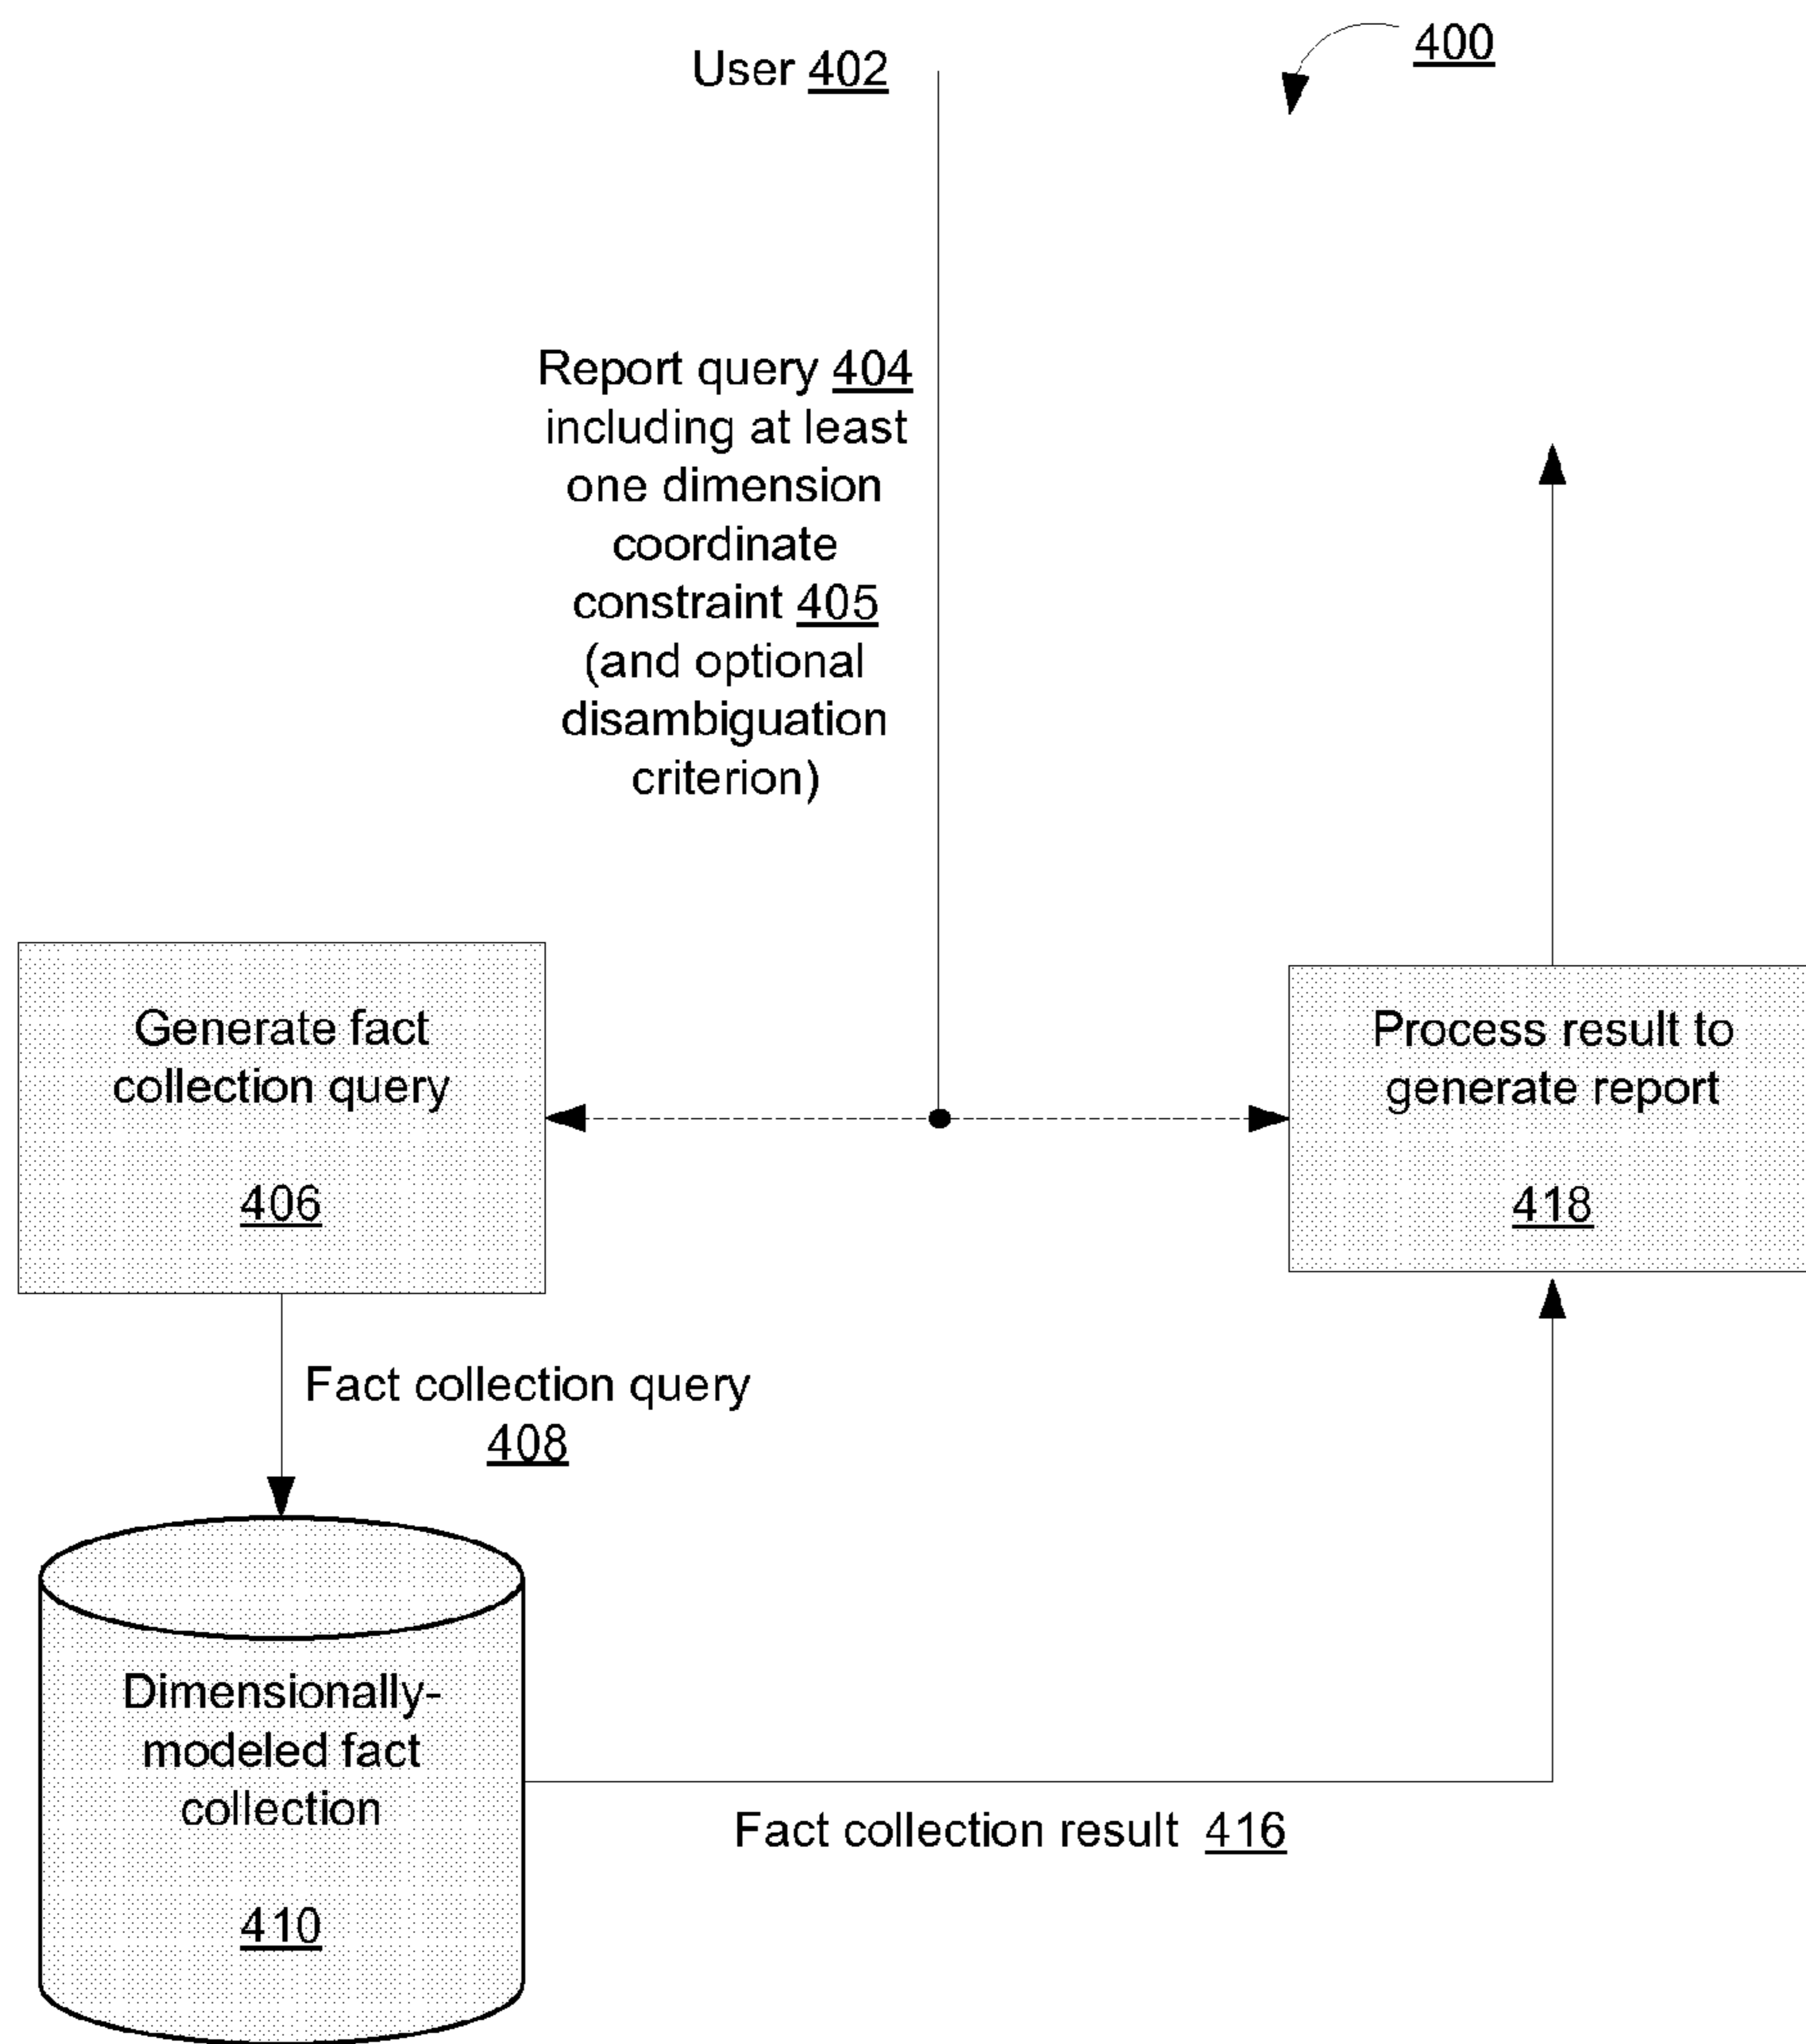 400
User 402
Report query 404
including at least
one dimension
coordinate
constraint 405
(and optional
disambiguation
criterion)
Generate fact
collection query
406
Process result to
generate report
418
Fact collection query
408
Dimensionally-
modeled fact
collection
410
Fact collection result 416